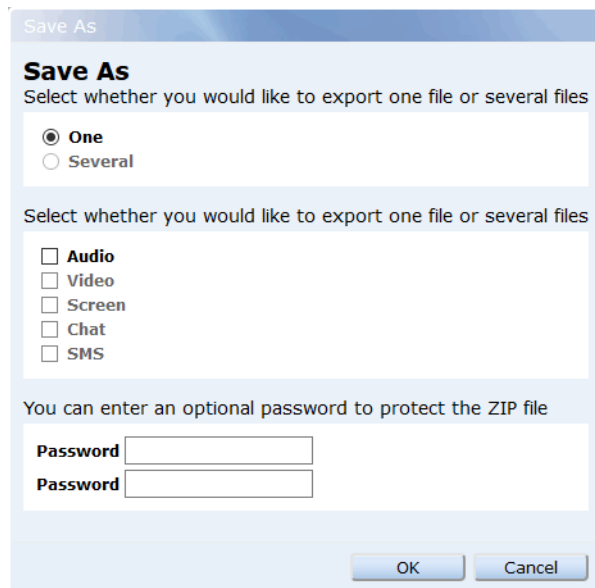 Save As
Save As
Select whether you would like to export one file or several files
One
Several
Select whether you would like to export one file or several files
Audio
Video
Screen
Chat
SMS
You can enter an optional password to protect the ZIP file
Password
Password
OK Cancel